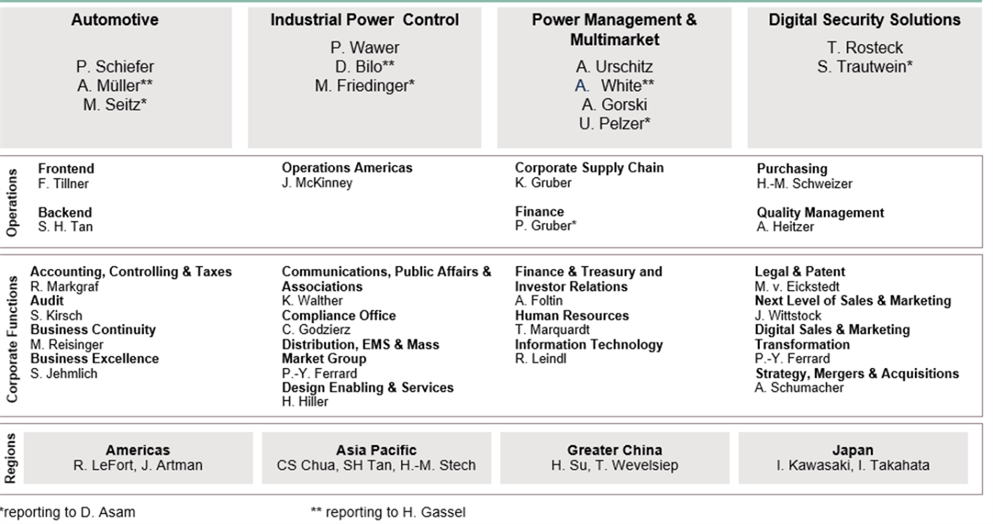 Automotive
P. Schiefer
A. Müller**
M. Seitz*
Industrial Power Control
P. Wawer
D. Bilo**
M. Friedinger*
Power Management &
Multimarket
A. Urschitz
A. White**
A. Gorski
U. Pelzer*
Digital Security Solutions
T. Rosteck
S. Trautwein*
Operations
Frontend
F. Tillner
Backend
S. H. Tan
Operations Americas
J. McKinney
Corporate Supply Chain
K. Gruber
Finance
P. Gruber*
Purchasing
H.-M. Schweizer
Quality Management
A. Heitzer
Corporate Functions
Accounting, Controlling & Taxes
R. Markgraf
Audit
S. Kirsch
Business Continuity
M. Reisinger
Business Excellence
S. Jehmlich
Communications, Public Affairs &
Associations
K. Walther
Compliance Office
C. Godzierz
Distribution, EMS & Mass
Market Group
P.-Y. Ferrard
Design Enabling & Services
H. Hiller
Finance & Treasury and
Investor Relations
A. Foltin
Human Resources
T. Marquardt
Information Technology
R. Leindl
Legal & Patent
M. v. Eickstedt
Next Level of Sales & Marketing
J. Wittstock
Digital Sales & Marketing
Transformation
P.-Y. Ferrard
Strategy, Mergers & Acquisitions
A. Schumacher
Regions
Americas
R. LeFort, J. Artman
Asia Pacific
CS Chua, SH Tan, H.-M. Stech
Greater China
H. Su, T. Wevelsiep
Japan
I. Kawasaki, I. Takahata
*reporting to D. Asam
** reporting to H. Gassel